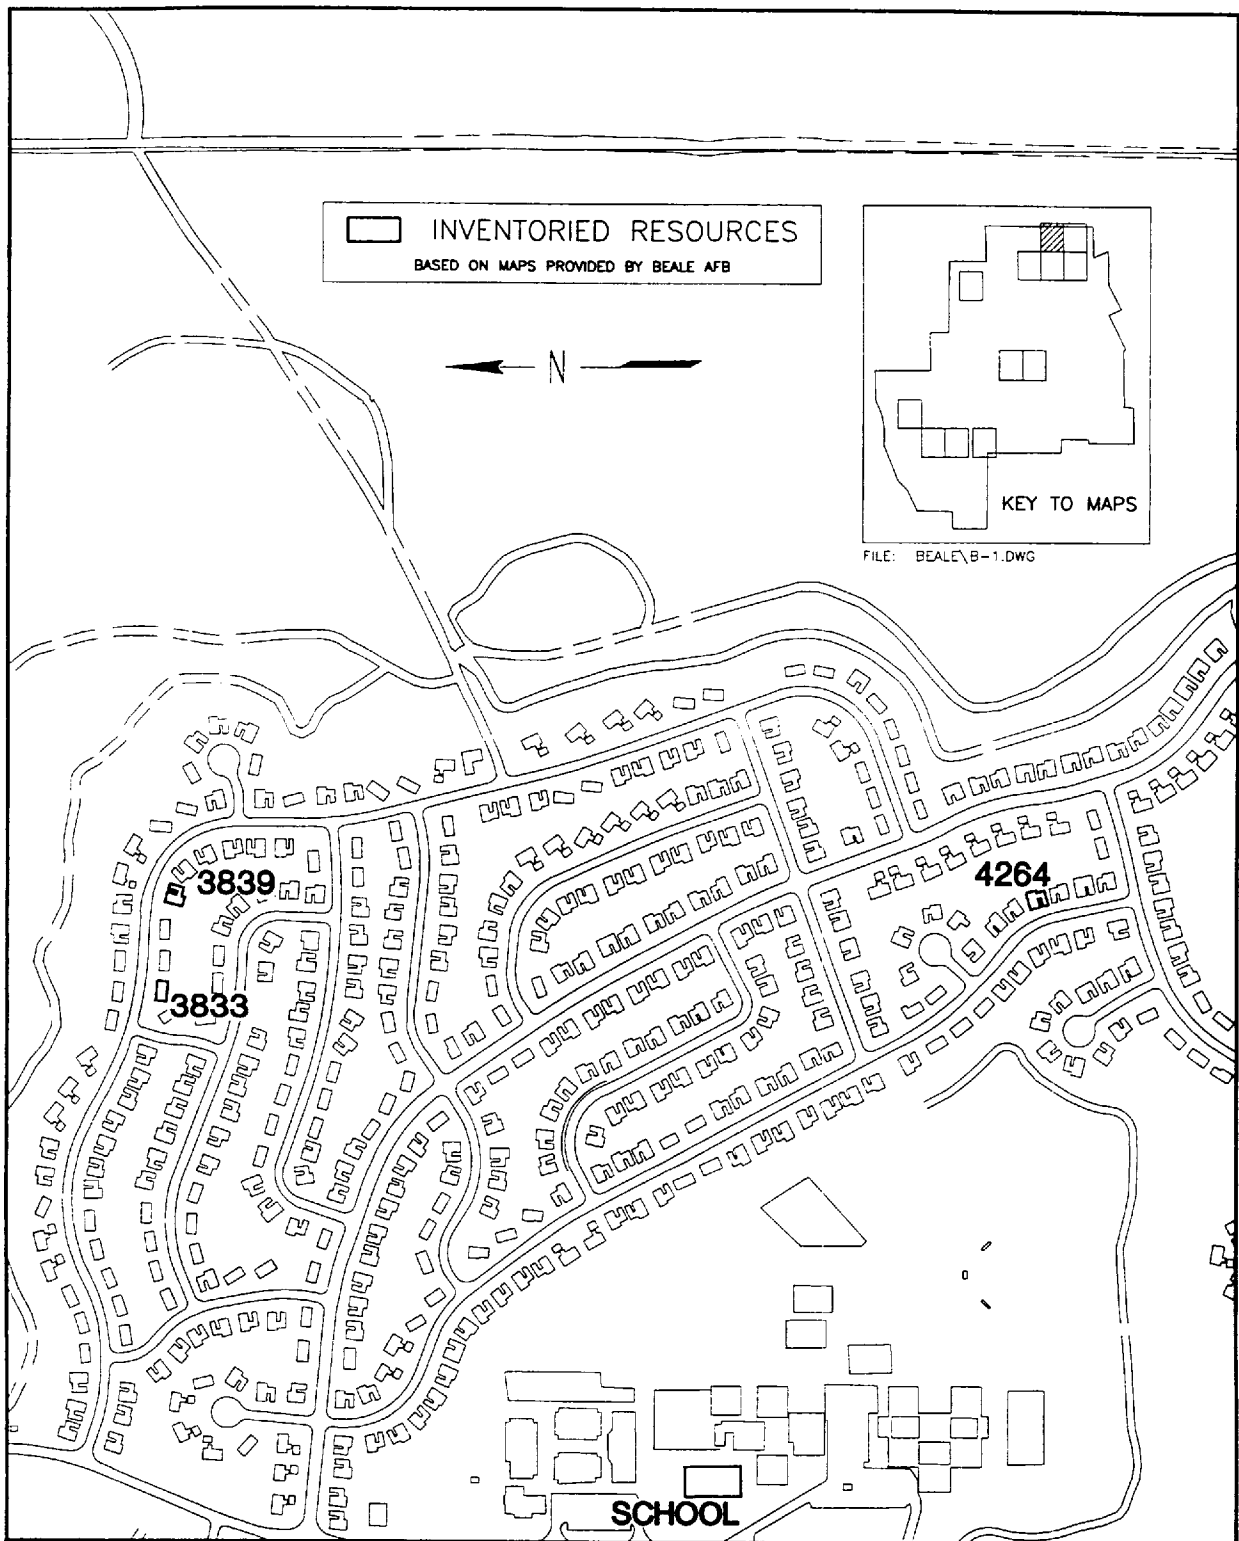 INVENTORIED RESOURCES
BASED ON MAPS PROVIDED BY BEALE AFB
N
KEY TO MAPS
FILE: BEALE\B-1.DWG
3839
4264
3833
SCHOOL